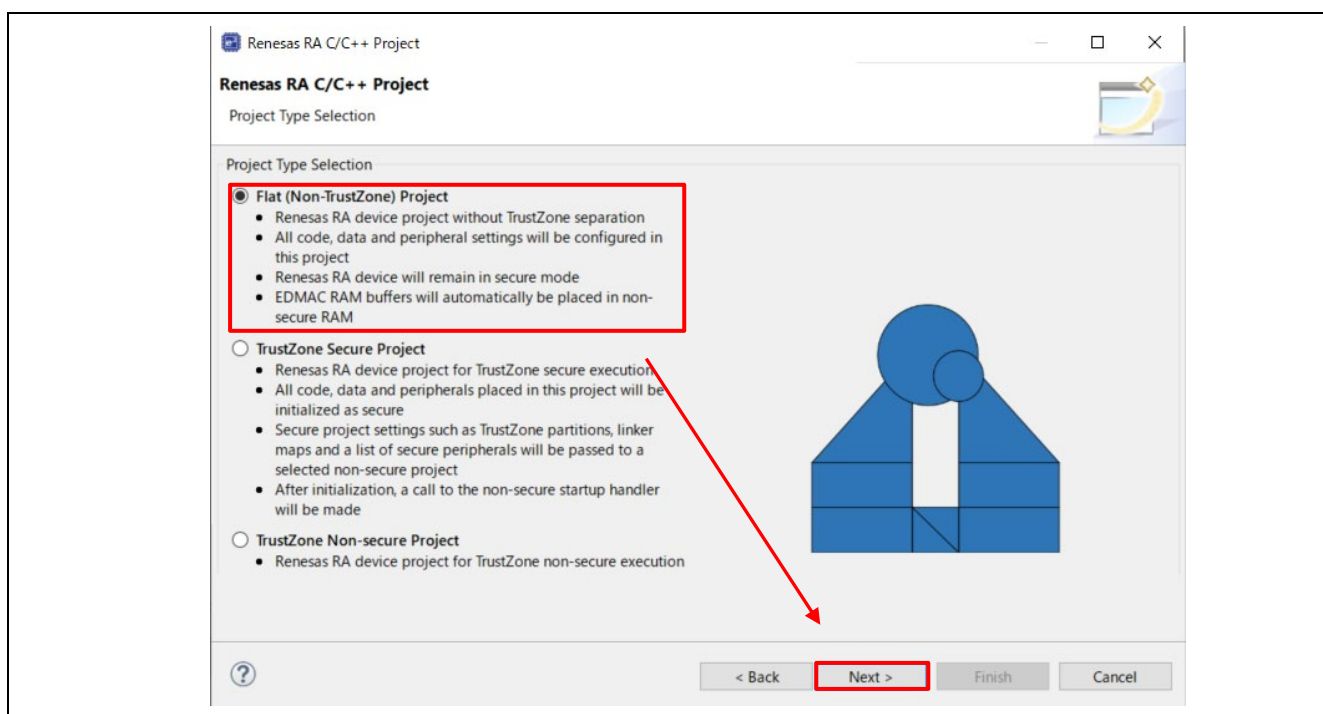 Renesas RA C/C++ Project
Renesas RA C/C++ Project
Project Type Selection
Project Type Selection
Flat (Non-TrustZone) Project
• Renesas RA device project without TrustZone separation
• All code, data and peripheral settings will be configured in
this project
• Renesas RA device will remain in secure mode
• EDMAC RAM buffers will automatically be placed in non-
secure RAM
TrustZone Secure Project
• Renesas RA device project for TrustZone secure execution
• All code, data and peripherals placed in this project will be
initialized as secure
• Secure project settings such as TrustZone partitions, linker
maps and a list of secure peripherals will be passed to a
selected non-secure project
• After initialization, a call to the non-secure startup handler
will be made
TrustZone Non-secure Project
• Renesas RA device project for TrustZone non-secure execution
? < Back Next > Finish Cancel